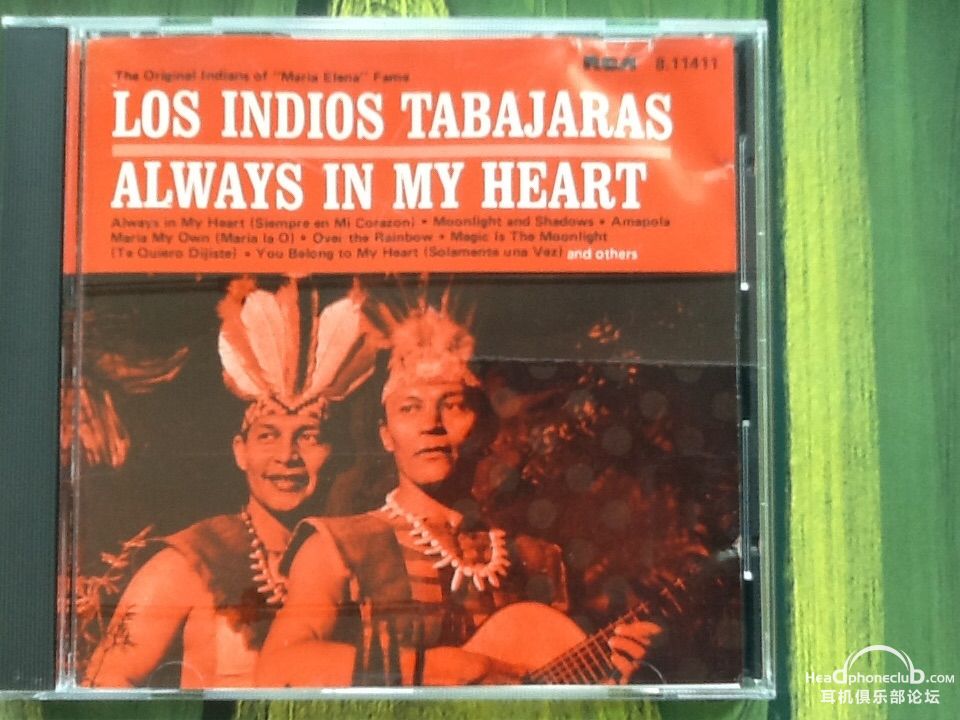 The Original Indians of "Maria Elena" Fame
RCA 8.11411
LOS INDIOS TABAJARAS
ALWAYS IN MY HEART
Always in My Heart (Siempre en Mi Corazon) • Moonlight and Shadows • Amapola
Maria My Own (Maria la O) • Over the Rainbow • Magic Is The Moonlight
(Te Quiero Dijiste) • You Belong to My Heart (Solamente una Vez) and others
Headphoneclub.com
耳机俱乐部论坛